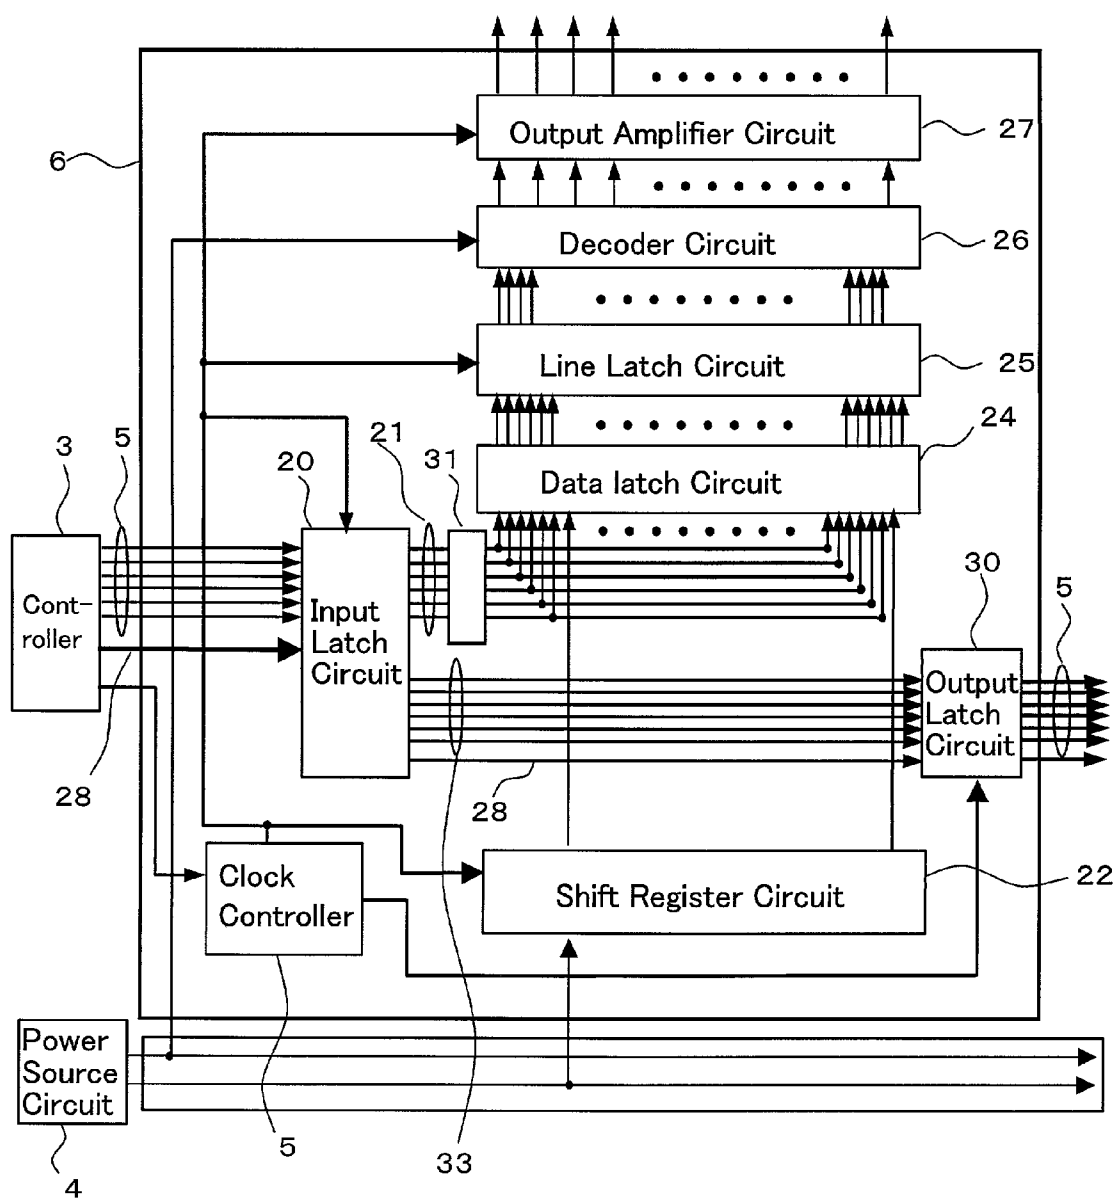 Output Amplifier Circuit
27
6
Decoder Circuit
26
Line Latch Circuit
25
24
Data latch Circuit
3
5
20
21
31
Cont-
roller
Input
Latch
Circuit
30
5
Output
Latch
Circuit
28
28
Clock
Controller
Shift Register Circuit
22
Power
Source
Circuit
4
5
33